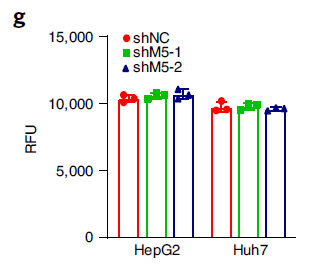 g
15,000
shNC
shM5-1
shM5-2
10,000
RFU
5,000
0
HepG2 Huh7